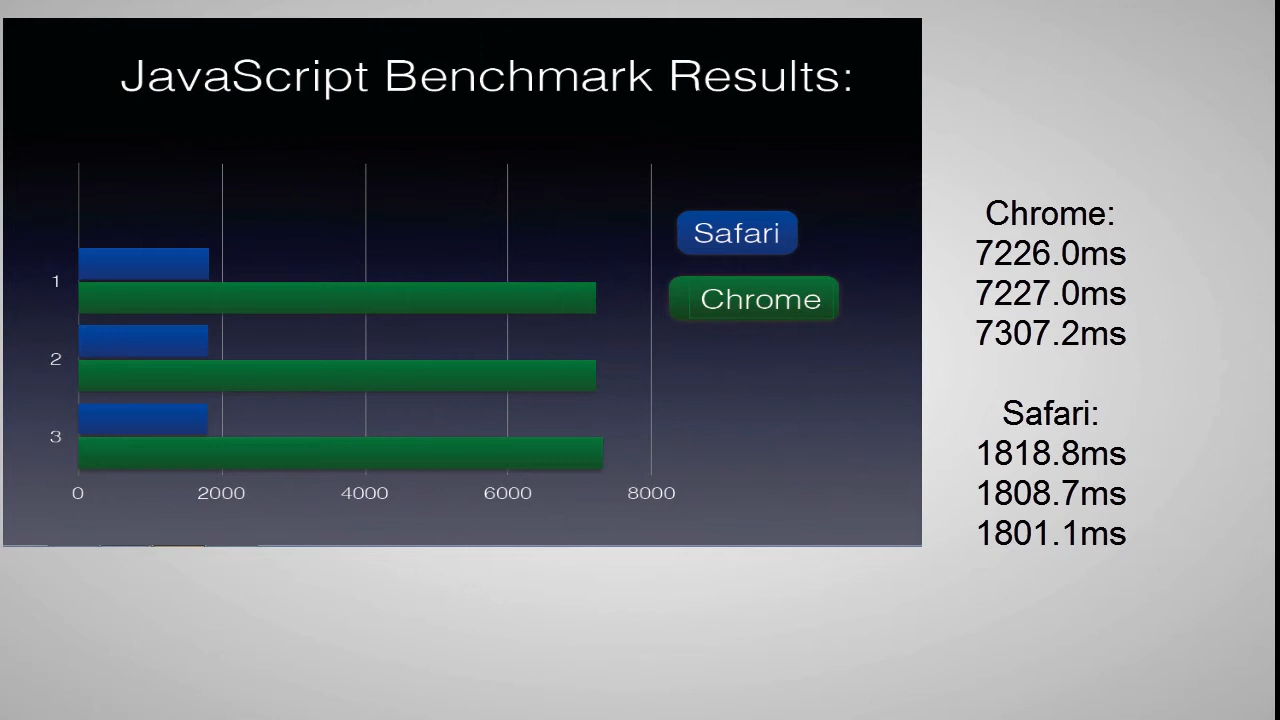 JavaScript Benchmark Results:
Safari
Chrome
1
2
3
0 2000 4000 6000 8000
Chrome:
7226.0ms
7227.0ms
7307.2ms
Safari:
1818.8ms
1808.7ms
1801.1ms